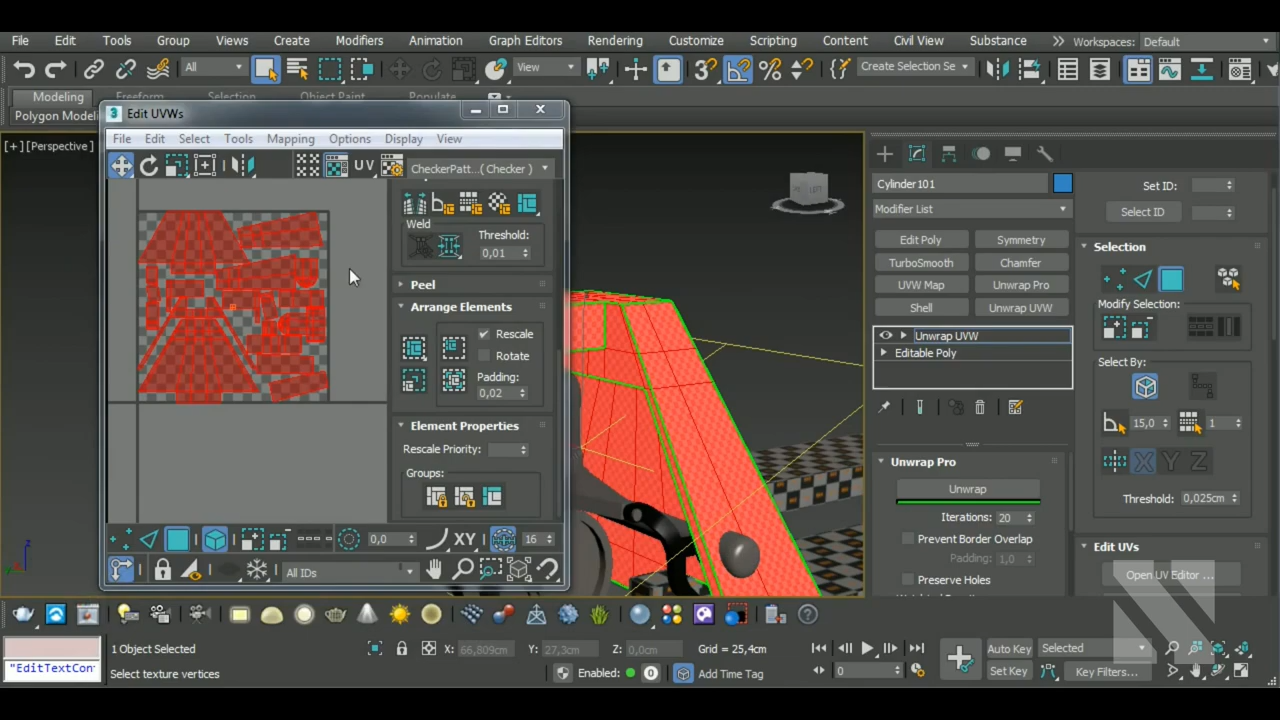 File Edit Tools Group Views Create Modifiers Animation Graph Editors Rendering Customize Scripting Content Civil View Substance Workspaces: Default
All View Create Selection Se
Modeling Freeform Selection Object Paint Populate
Polygon Model
Edit UVWs
File Edit Select Tools Mapping Options Display View
UV CheckerPatt...( Checker )
Weld
Threshold:
0,01
Peel
Arrange Elements
Rescale
Rotate
Padding:
0,02
Element Properties
Rescale Priority:
Groups:
0,0 XY 16
All IDs
[+] [Perspective ]
LEFT
Cylinder101
Modifier List
Edit Poly Symmetry
TurboSmooth Chamfer
UVW Map Unwrap Pro
Shell Unwrap UVW
Unwrap UVW
Editable Poly
Unwrap Pro
Unwrap
Iterations: 20
Prevent Border Overlap
Padding: 1,0
Preserve Holes
Set ID:
Select ID
Selection
Modify Selection:
Select By:
15,0 1
X Y Z
Threshold: 0,025cm
Edit UVs
Open UV Editor ...
1 Object Selected X: 66,809cm Y: 27,3cm Z: 0,0cm Grid = 25,4cm Auto Key Selected
"EditTextCon Select texture vertices Enabled: 0 Add Time Tag 0 Set Key Key Filters...